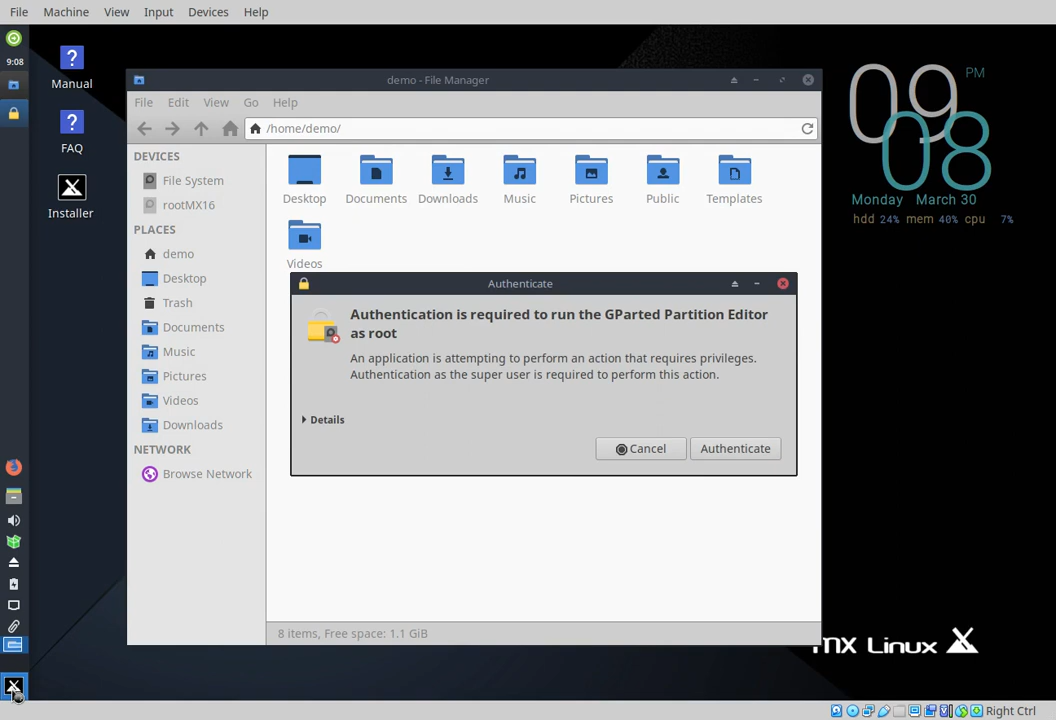 File Machine View Input Devices Help
9:08
Manual
FAQ
Installer
demo - File Manager
File Edit View Go Help
/home/demo/
DEVICES
File System
rootMX16
PLACES
demo
Desktop
Trash
Documents
Music
Pictures
Videos
Downloads
NETWORK
Browse Network
Desktop Documents Downloads Music Pictures Public Templates
Videos
Authenticate
Authentication is required to run the GParted Partition Editor
as root
An application is attempting to perform an action that requires privileges.
Authentication as the super user is required to perform this action.
Details
Cancel Authenticate
8 items, Free space: 1.1 GiB
09 PM
08
Monday March 30
hdd 24% mem 40% cpu 7%
MX Linux
Right Ctrl